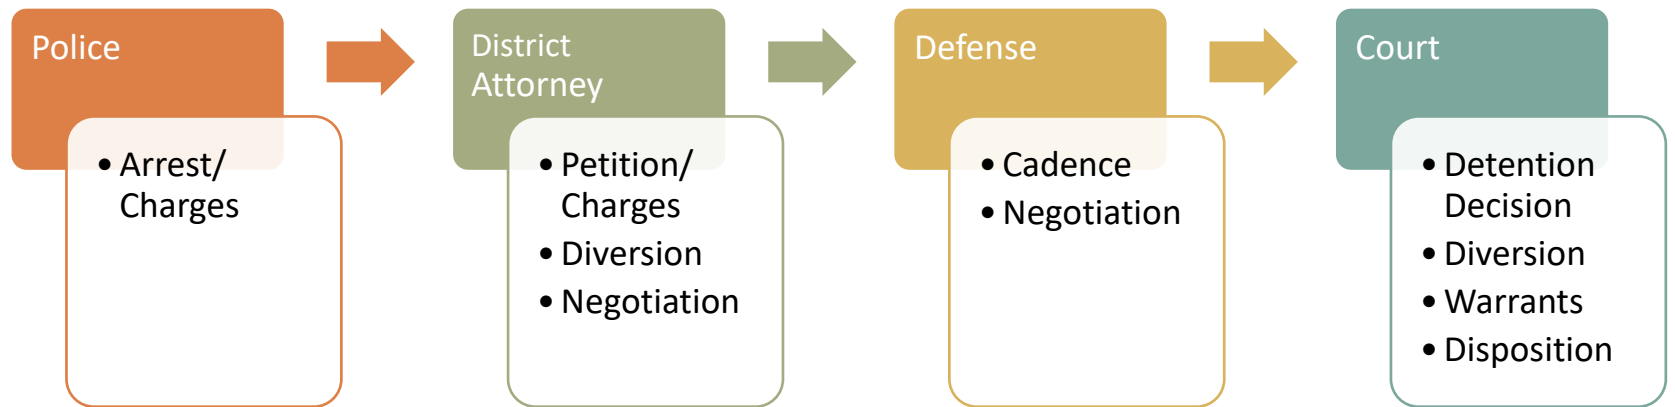 Police
• Arrest/
Charges
District
Attorney
• Petition/
Charges
• Diversion
• Negotiation
Defense
• Cadence
• Negotiation
Court
• Detention
Decision
• Diversion
• Warrants
• Disposition